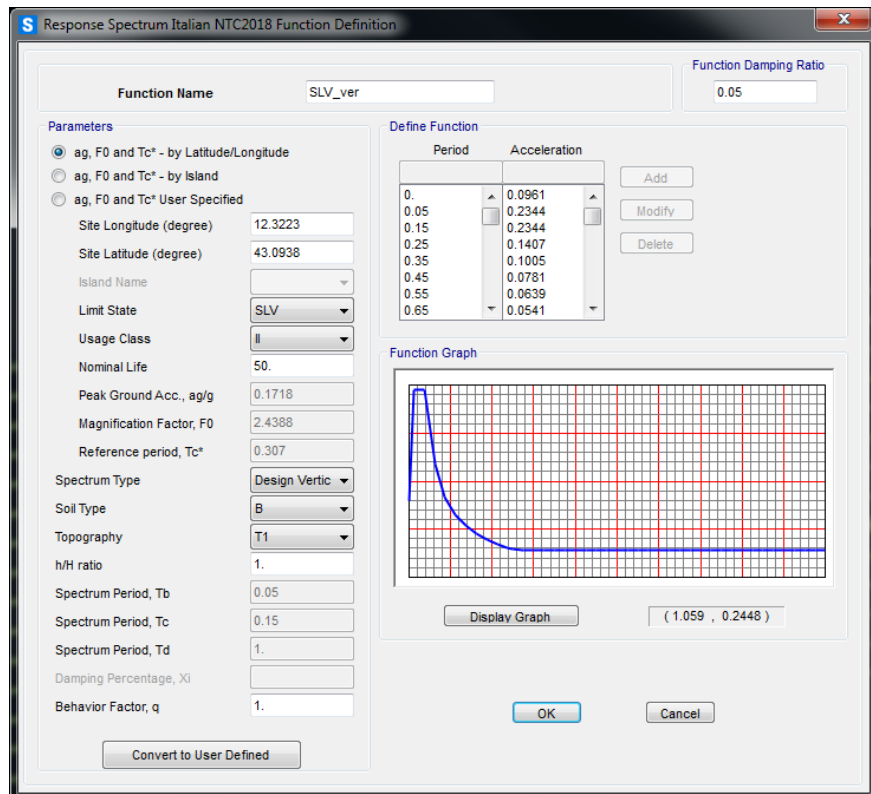 S Response Spectrum Italian NTC2018 Function Definition
Function Damping Ratio
Function Name SLV_ver 0.05
Parameters
ag, F0 and Tc* - by Latitude/Longitude
ag, F0 and Tc* - by Island
ag, F0 and Tc* User Specified
Site Longitude (degree) 12.3223
Site Latitude (degree) 43.0938
Island Name
Limit State SLV
Usage Class II
Nominal Life 50.
Peak Ground Acc., ag/g 0.1718
Magnification Factor, F0 2.4388
Reference period, Tc* 0.307
Spectrum Type Design Vertic
Soil Type B
Topography T1
h/H ratio 1.
Spectrum Period, Tb 0.05
Spectrum Period, Tc 0.15
Spectrum Period, Td 1.
Damping Percentage, Xi
Behavior Factor, q 1.
Convert to User Defined
Define Function
Period Acceleration
0. 0.0961
0.05 0.2344
0.15 0.2344
0.25 0.1407
0.35 0.1005
0.45 0.0781
0.55 0.0639
0.65 0.0541
Add
Modify
Delete
Function Graph
Display Graph ( 1.059 , 0.2448 )
OK Cancel